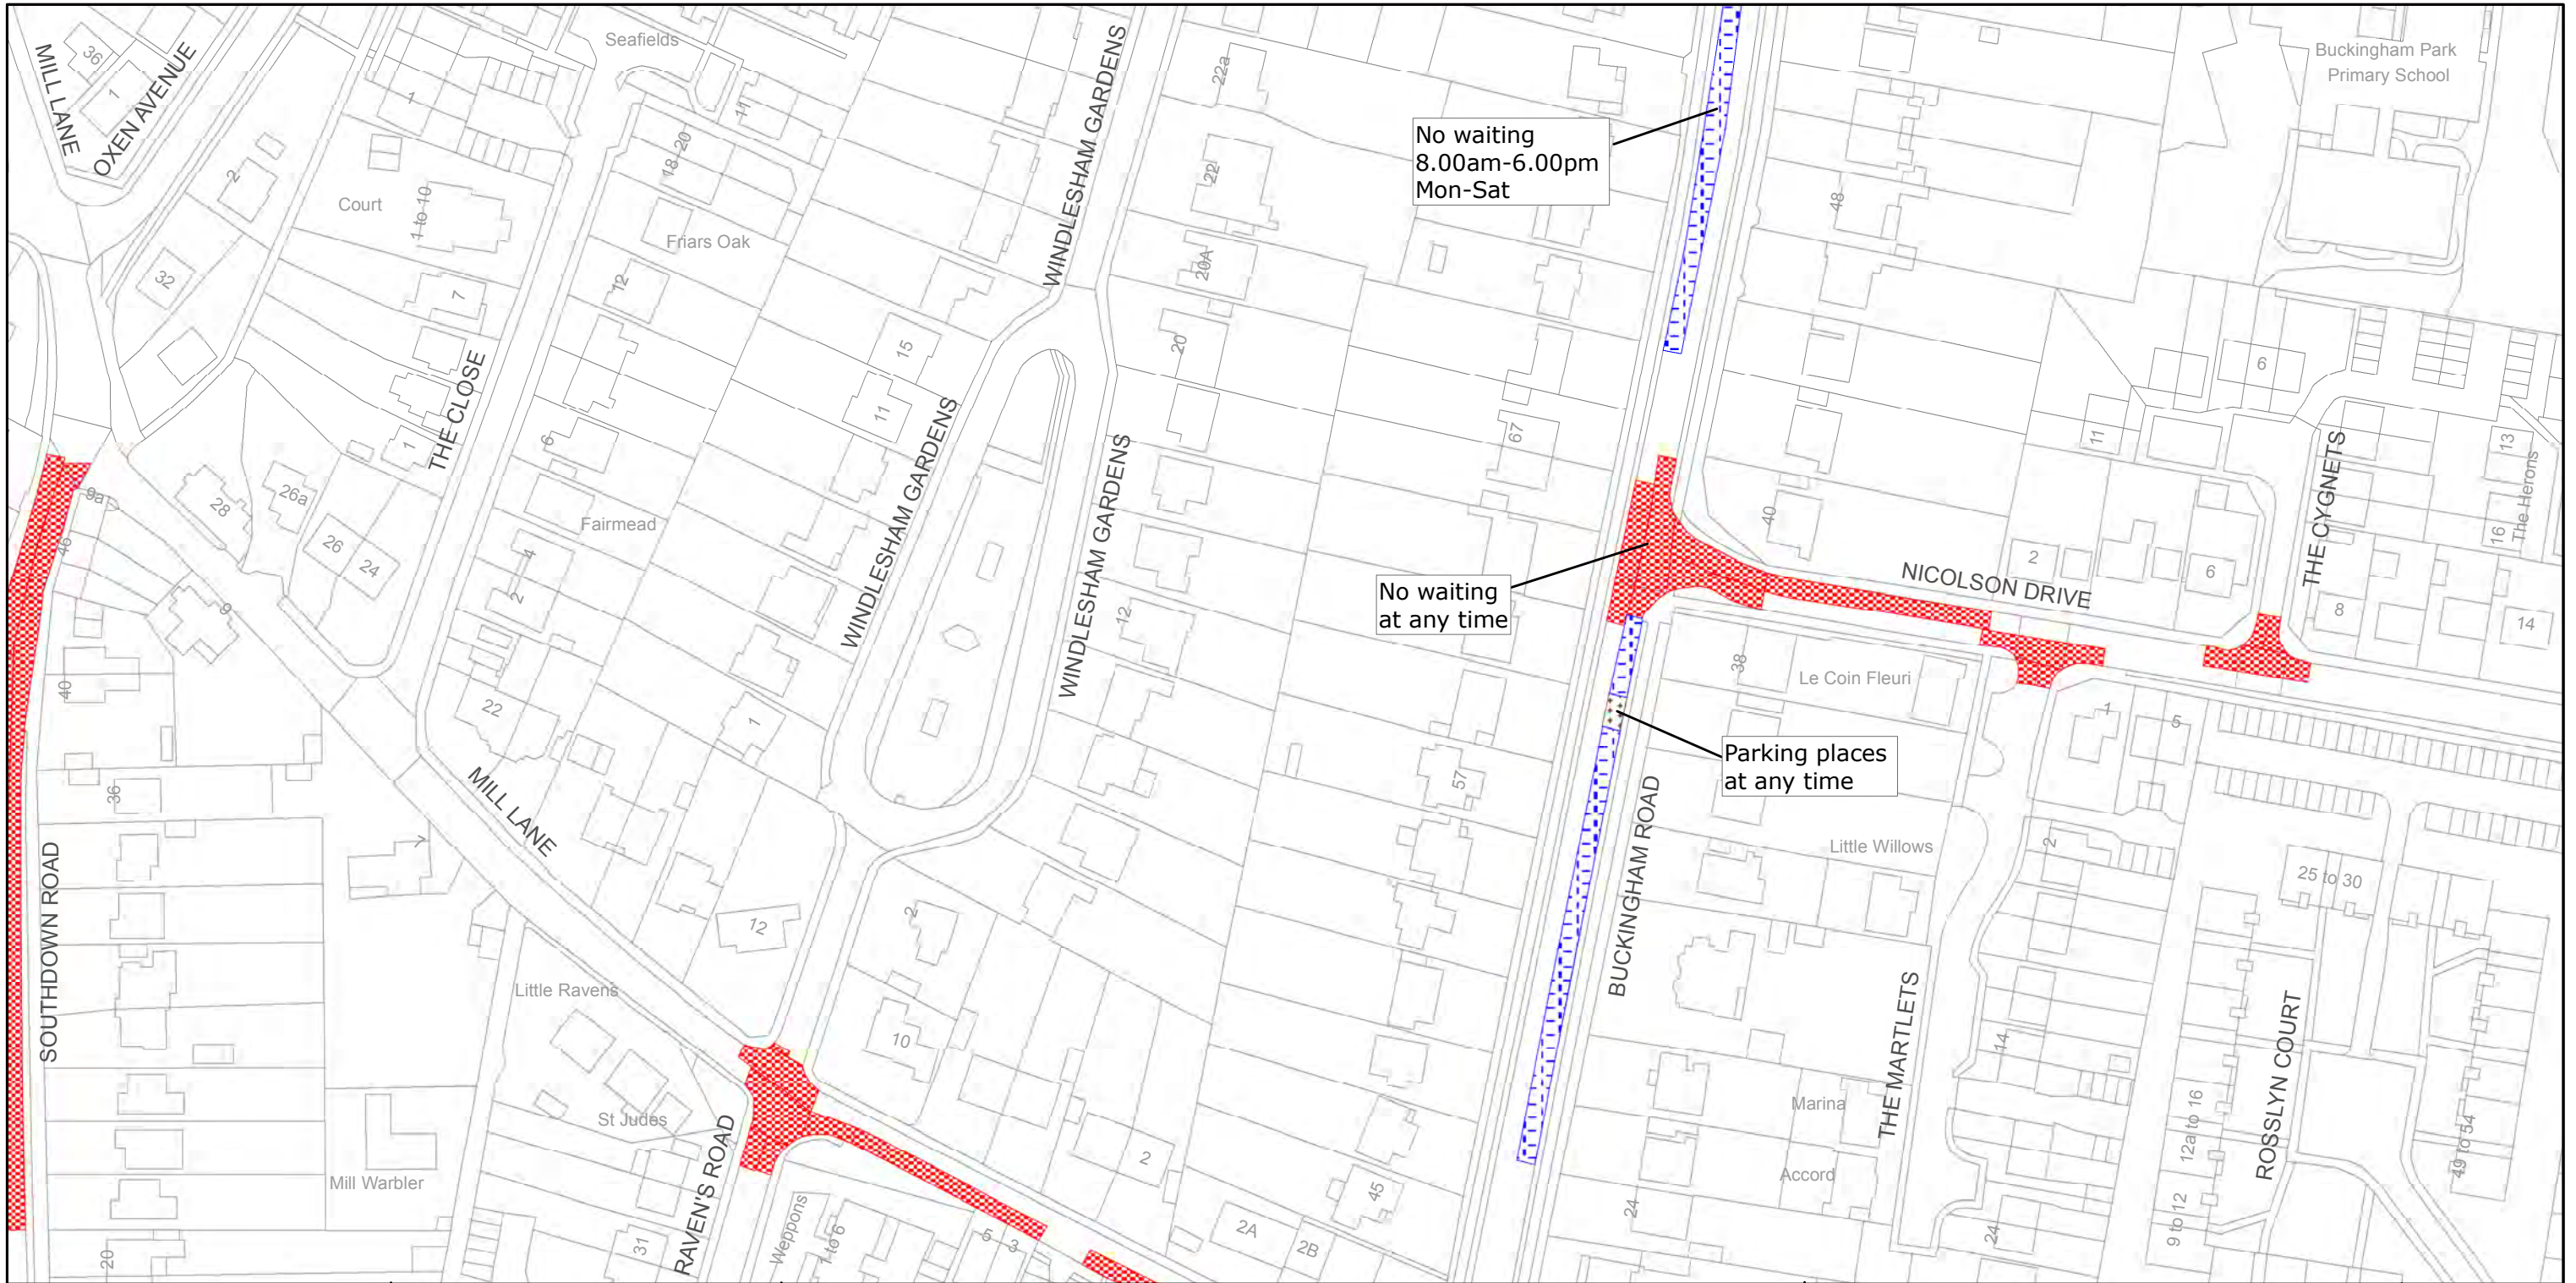 MILL LANE
36
1
OXEN AVENUE
2
32
1
Seafields
11
18-20
Court
1 to 10
Friars Oak
7
12
THE CLOSE
1
6
WINDLESHAM GARDENS
22a
22
20A
20
15
11
WINDLESHAM GARDENS
WINDLESHAM GARDENS
No waiting
8.00am-6.00pm
Mon-Sat
48
Buckingham Park
Primary School
6
67
11
THE CYGNETS
13
The Herons
16
9a
46
28
26a
26
24
Fairmead
4
2
9
12
No waiting
at any time
40
NICOLSON DRIVE
2
6
8
14
40
22
1
38
Le Coin Fleuri
1
5
36
MILL LANE
7
57
Parking places
at any time
BUCKINGHAM ROAD
Little Willows
2
25 to 30
SOUTHDOWN ROAD
12
2
10
Little Ravens
St Judes
THE MARTLETS
14
ROSSLYN COURT
Marina
12a to 16
49 to 54
Mill Warbler
RAVEN'S ROAD
Weppons
1 to 6
2
45
Accord
24
24
9 to 12
20
31
5
3
2A
2B